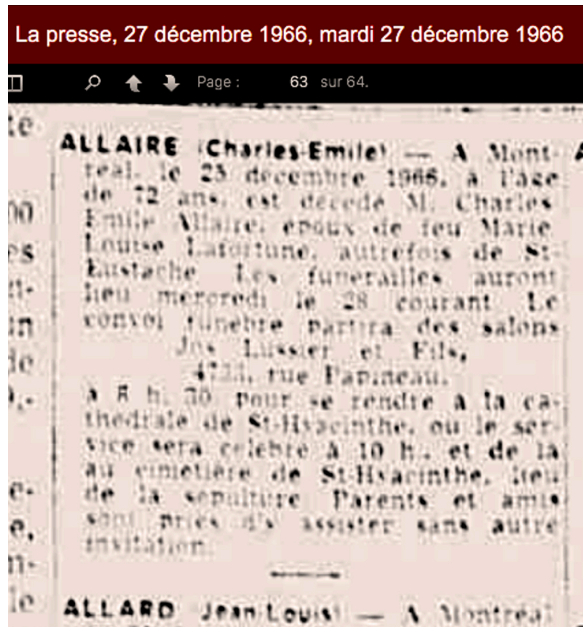 La presse, 27 décembre 1966, mardi 27 décembre 1966
Page : 63 sur 64.
ALLAIRE (Charles-Emile) — A Mont-
réal, le 25 décembre 1966, à l'âge
de 72 ans, est décédé M. Charles
Emile Allaire, époux de feu Marie
Louise Lafortune, autrefois de St-
Eustache Les funérailles auront
lieu mercredi le 28 courant Le
convoi funèbre partira des salons
Jos Lussier et Fils,
rue Papineau,
à 8 h. 30 pour se rendre à la ca-
thédrale de St-Hyacinthe, où le ser-
vice sera célébré à 10 h., et de là
au cimetière de St-Hyacinthe, lieu
de la sépulture Parents et amis
sont priés d'y assister sans autre
invitation.
ALLARD (Jean-Louis) — A Montréal